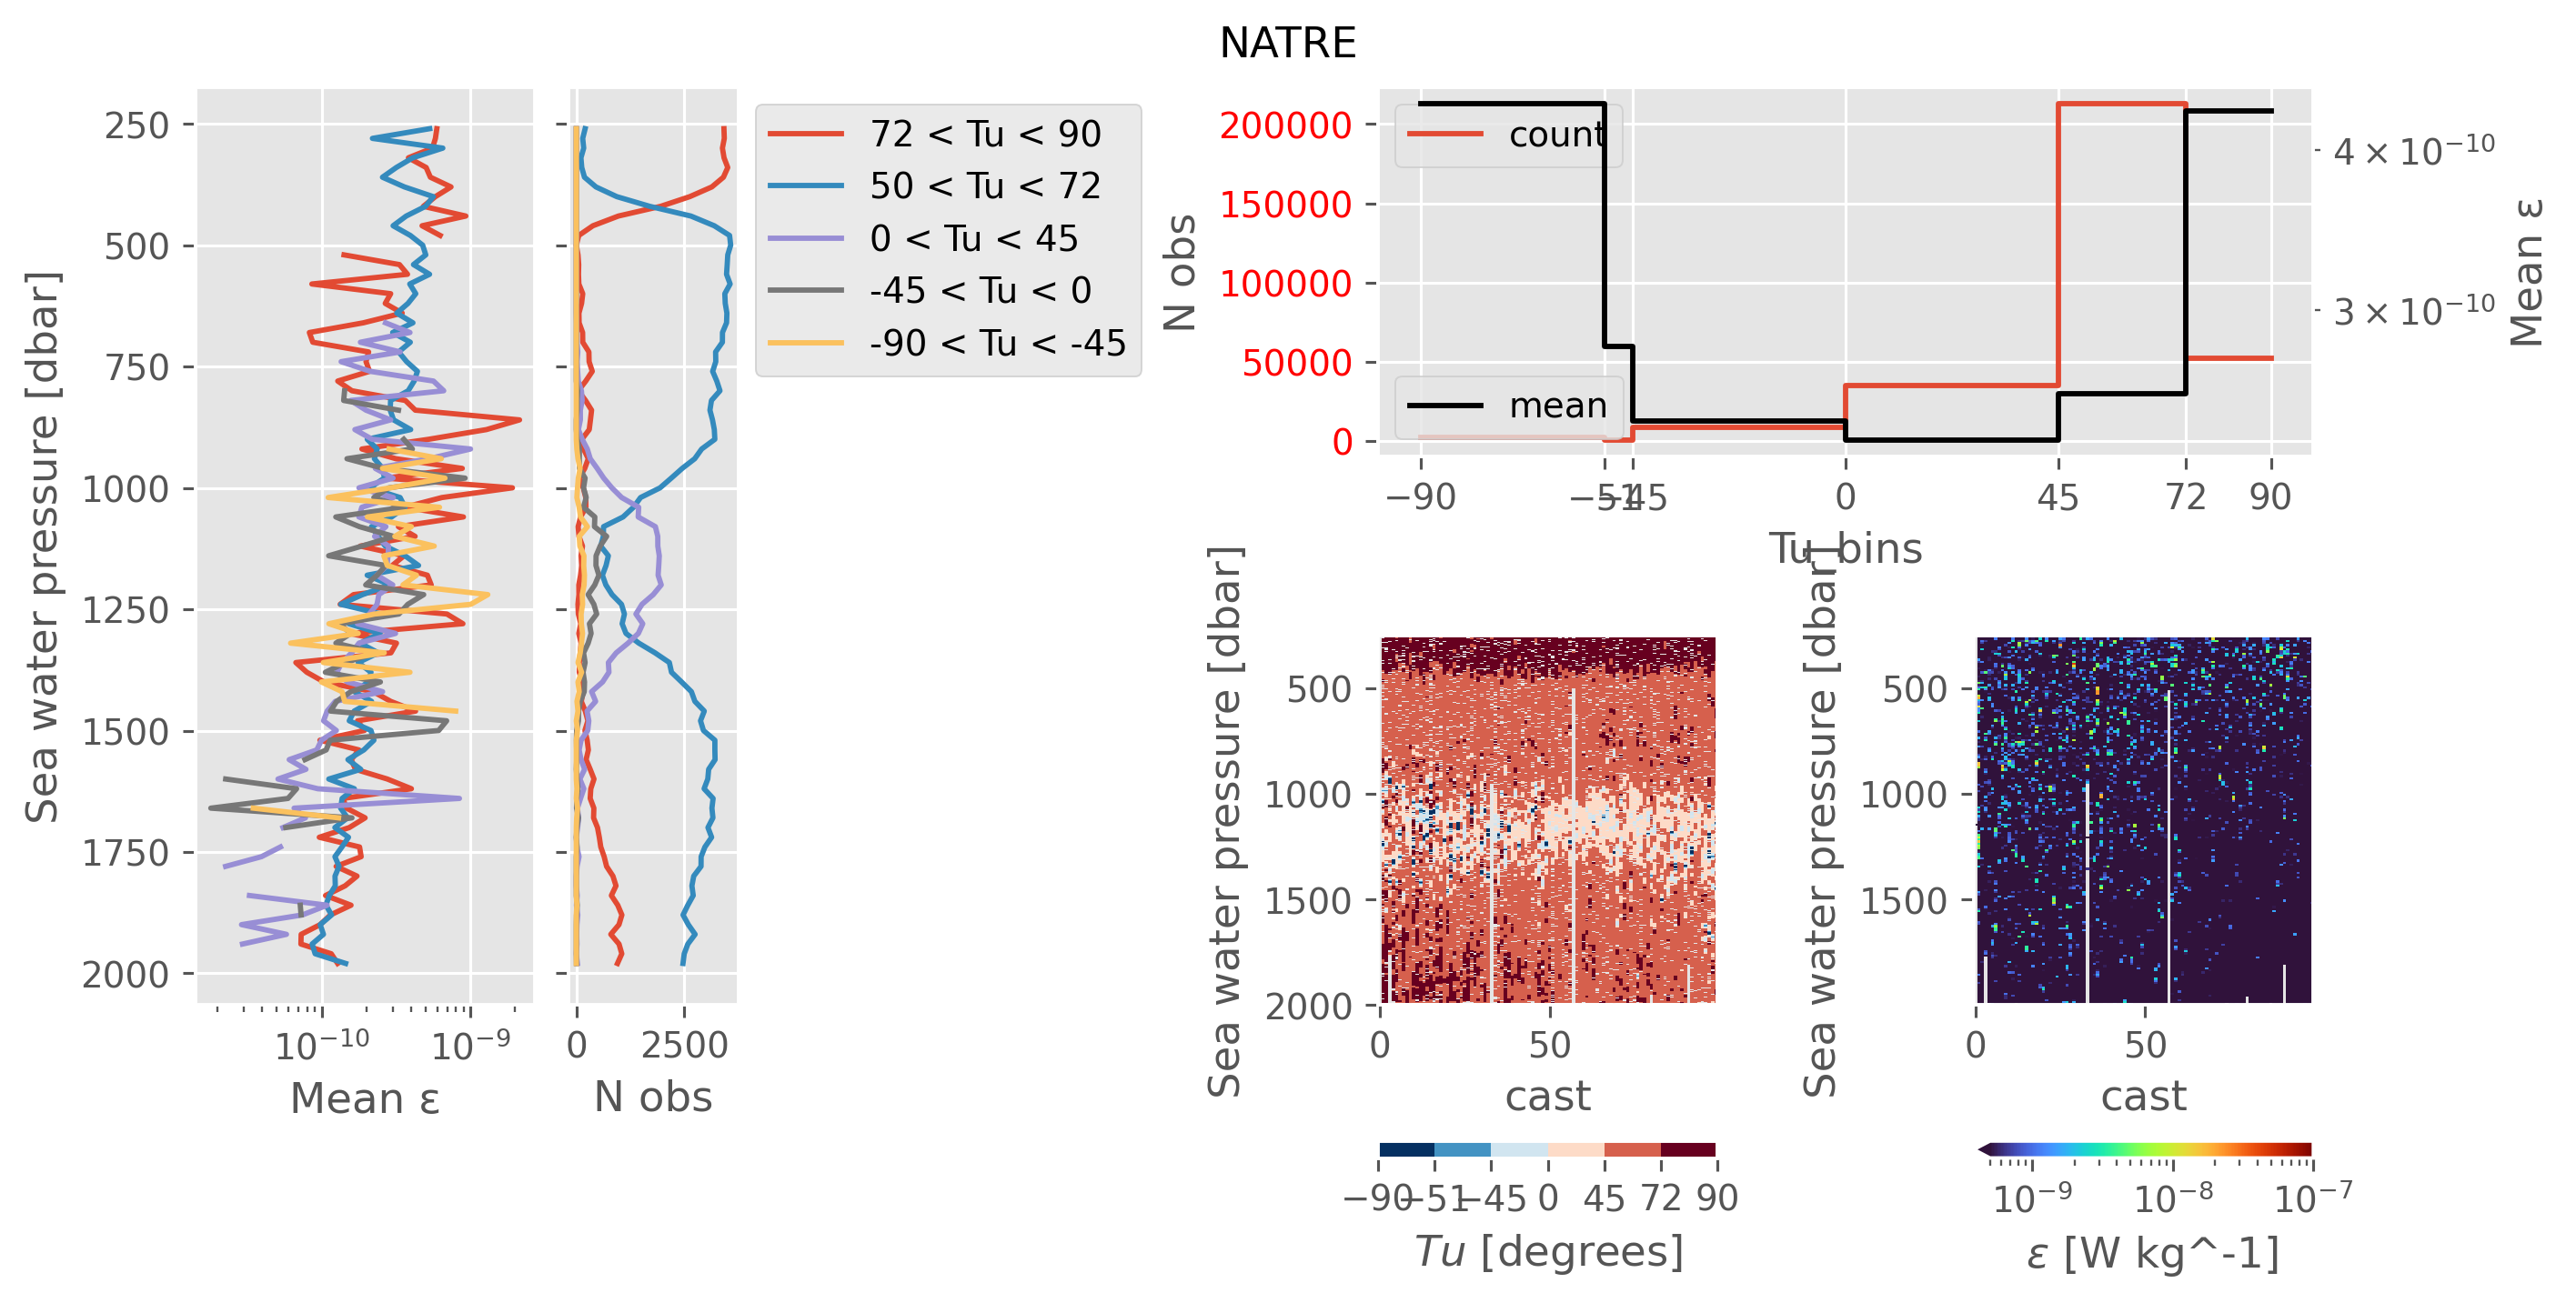 NATRE
250
500
750
1000
1250
1500
1750
2000
Sea water pressure [dbar]
10⁻¹⁰ 10⁻⁹
Mean ε
0 2500
N obs
72 < Tu < 90
50 < Tu < 72
0 < Tu < 45
-45 < Tu < 0
-90 < Tu < -45
200000
150000
100000
50000
0
N obs
count
mean
4 × 10⁻¹⁰
3 × 10⁻¹⁰
Mean ε
−90 −51 −45 0 45 72 90
Tu_bins
Sea water pressure [dbar]
500
1000
1500
2000
0 50
cast
−90 −51 −45 0 45 72 90
Tu [degrees]
Sea water pressure [dbar]
500
1000
1500
0 50
cast
10⁻⁹ 10⁻⁸ 10⁻⁷
ε [W kg^-1]